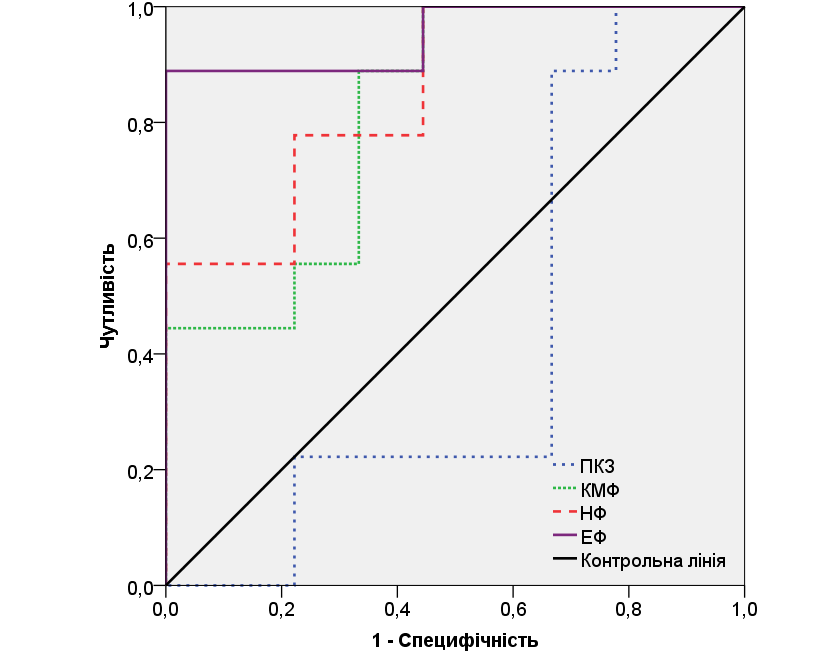 1,0
0,8
0,6
0,4
0,2
0,0
Чутливість
ПКЗ
КМФ
НФ
ЕФ
Контрольна лінія
0,0 0,2 0,4 0,6 0,8 1,0
1 - Специфічність